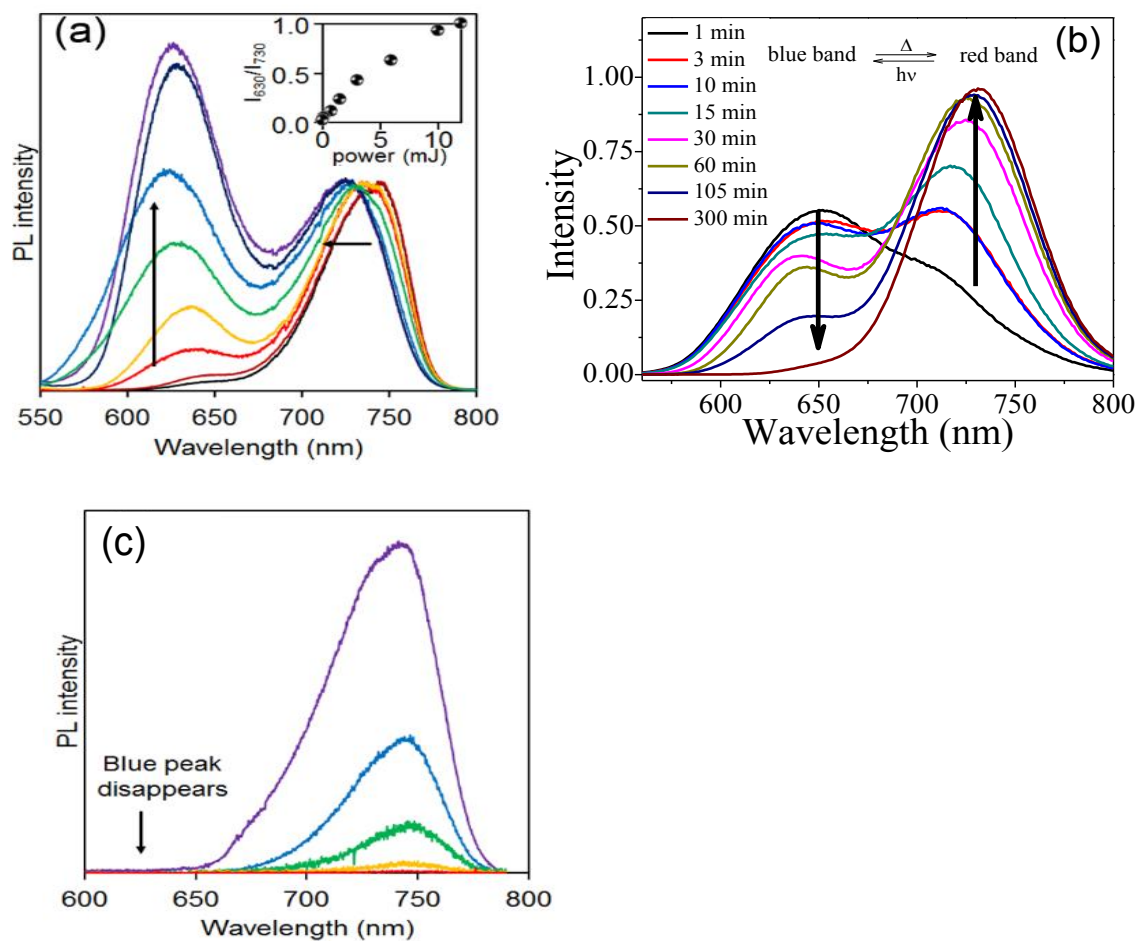 (a)
I₆₃₀/I₇₃₀
1.0
0.5
0.0
0 5 10
power (mJ)
PL intensity
550 600 650 700 750 800
Wavelength (nm)
(b)
1 min
3 min
10 min
15 min
30 min
60 min
105 min
300 min
blue band Δ hν red band
Intensity
1.00
0.75
0.50
0.25
0.00
600 650 700 750 800
Wavelength (nm)
(c)
PL intensity
Blue peak
disappears
600 650 700 750 800
Wavelength (nm)